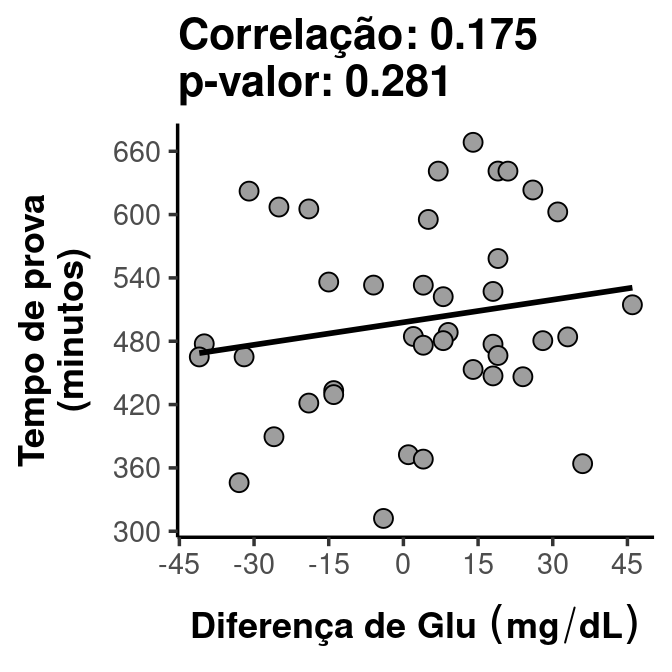 Correlação: 0.175
p-valor: 0.281
Tempo de prova
(minutos)
660
600
540
480
420
360
300
-45 -30 -15 0 15 30 45
Diferença de Glu (mg/dL)